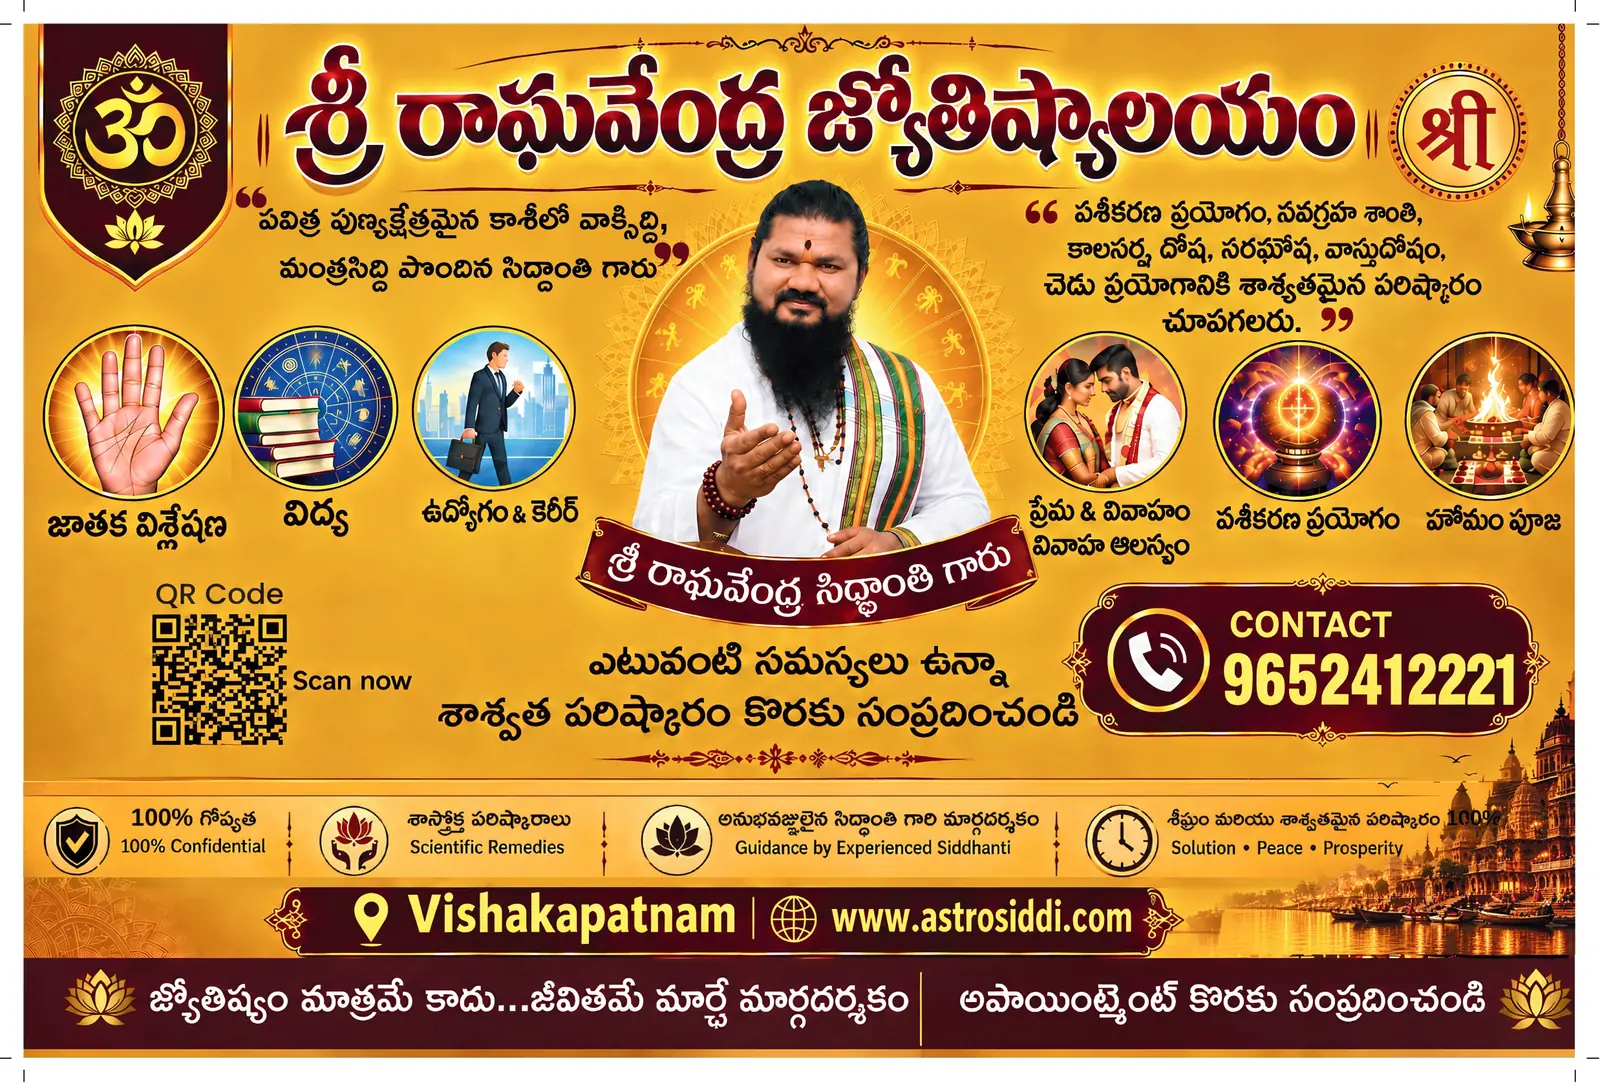 ॐ
శ్రీ రాఘవేంద్ర జ్యోతిష్యాలయం
श्री
“పవిత్ర పుణ్యక్షేత్రమైన కాశీలో వాక్సిద్ది,
మంత్రసిద్ది పొందిన సిద్దాంతి గారు”
“ పశీకరణ ప్రయోగం, నవగ్రహ శాంతి,
కాలసర్ప దోష, నరఘోష, వాస్తుదోషం,
చెడు ప్రయోగానికి శాశ్వతమైన పరిష్కారం
చూపగలరు. ”
జాతక విశ్లేషణ
విద్య
ఉద్యోగం & కెరీర్
ప్రేమ & వివాహం
వివాహ ఆలస్యం
పశీకరణ ప్రయోగం
హోమం పూజ
శ్రీ రాఘవేంద్ర సిద్ధాంతి గారు
QR Code
Scan now
ఎటువంటి సమస్యలు ఉన్నా
శాశ్వత పరిష్కారం కొరకు సంప్రదించండి
CONTACT
9652412221
100% గోప్యత
100% Confidential
శాస్త్రోక్త పరిష్కారాలు
Scientific Remedies
అనుభవజ్ఞులైన సిద్ధాంతి గారి మార్గదర్శకం
Guidance by Experienced Siddhanti
శీఘ్రం మరియు శాశ్వతమైన పరిష్కారం 100%
Solution • Peace • Prosperity
Vishakapatnam | www.astrosiddi.com
జ్యోతిష్యం మాత్రమే కాదు...జీవితమే మార్చే మార్గదర్శకం
అపాయింట్మెంట్ కొరకు సంప్రదించండి